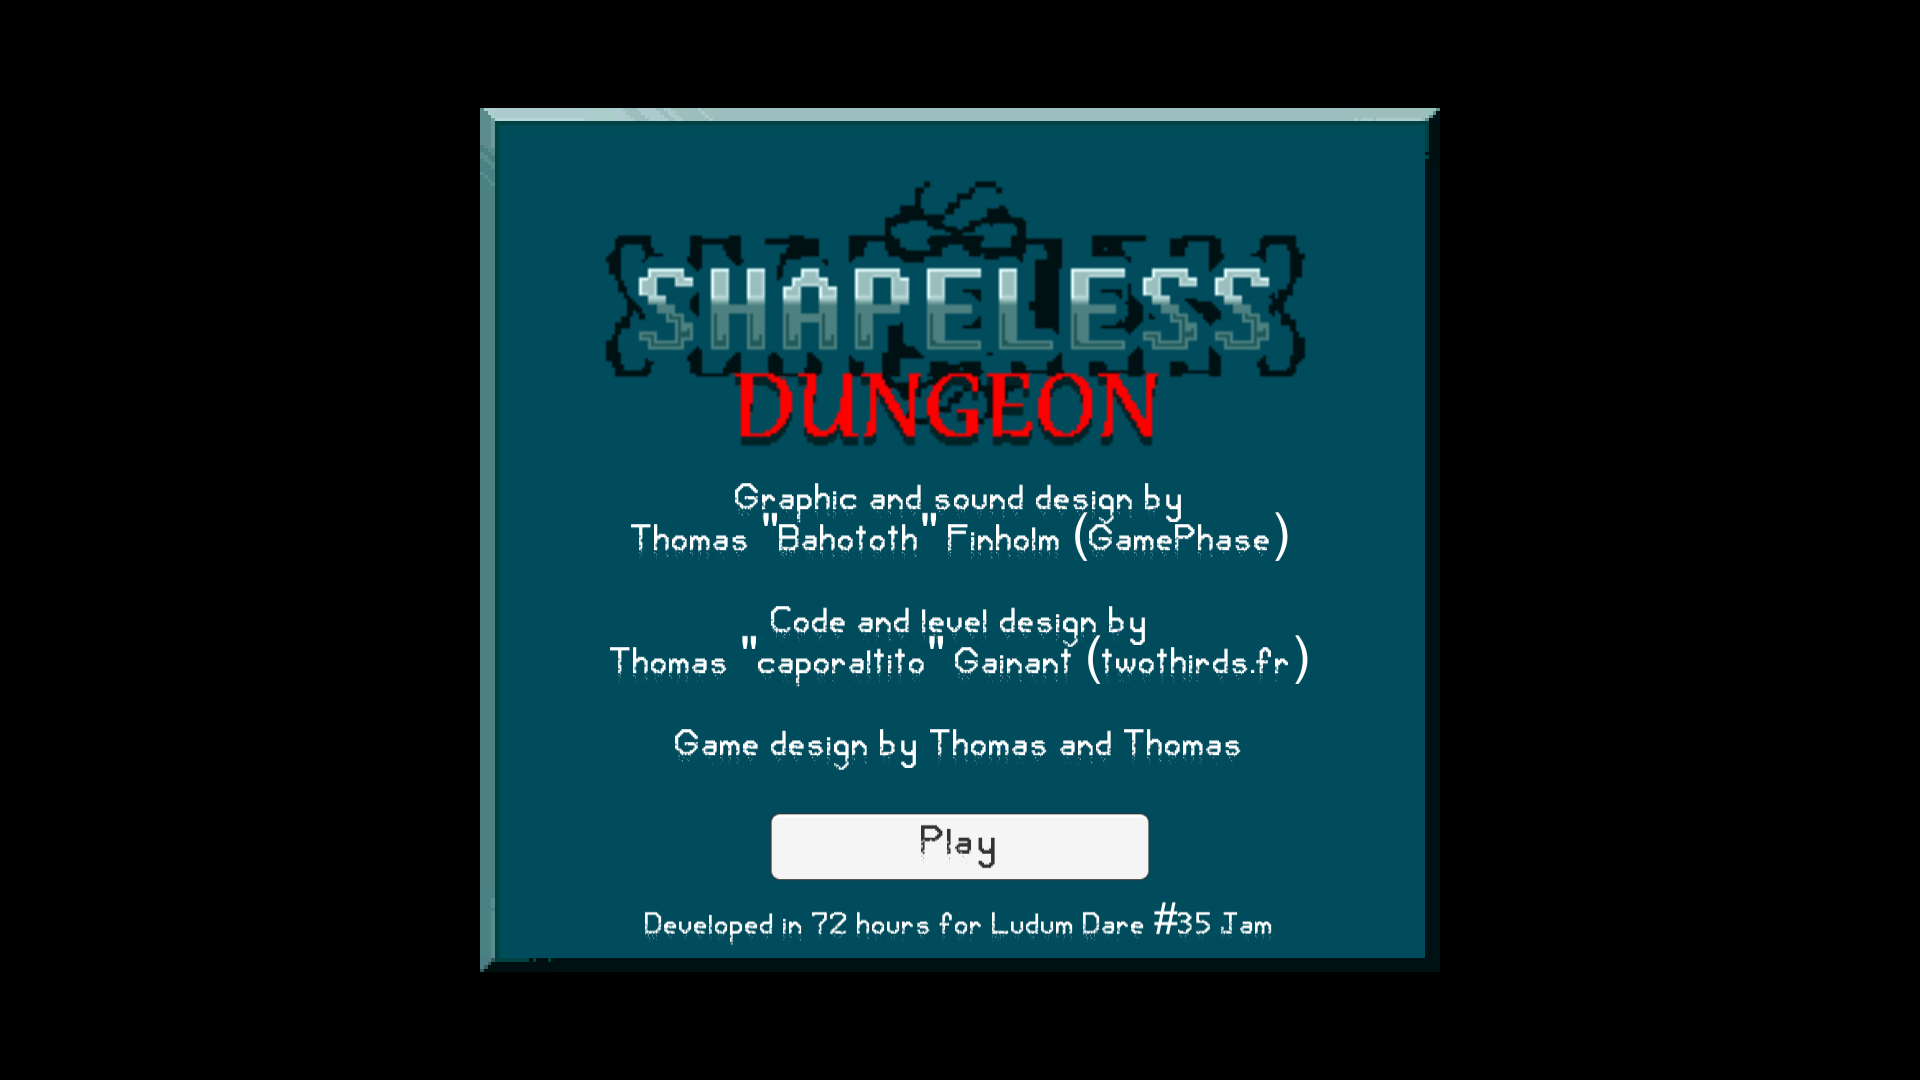 SHAPELESS
DUNGEON
Graphic and sound design by
Thomas "Bahototh" Finholm (GamePhase)
Code and level design by
Thomas "caporaltito" Gainant (twothirds.fr)
Game design by Thomas and Thomas
Play
Developed in 72 hours for Ludum Dare #35 Jam